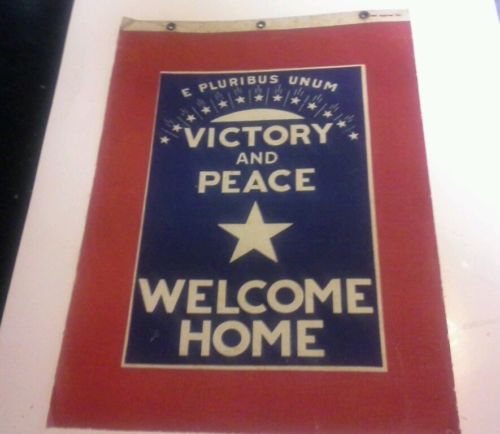 E PLURIBUS UNUM
VICTORY
AND
PEACE
WELCOME
HOME